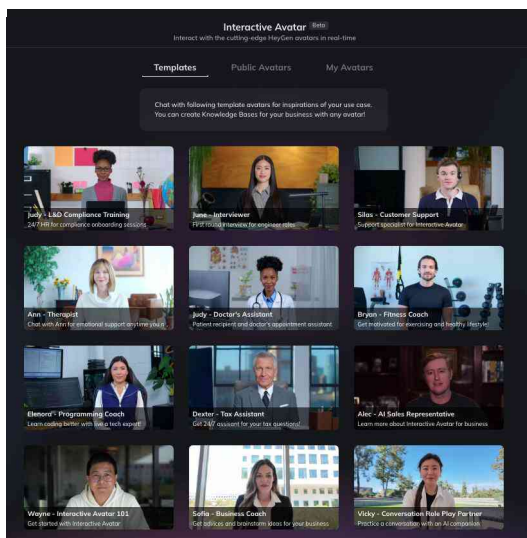 Interactive Avatar Beta
Interact with the cutting-edge HeyGen avatars in real-time
Templates Public Avatars My Avatars
Chat with following template avatars for inspirations of your use case.
You can create Knowledge Bases for your business with any avatar!
Judy - L&D Compliance Training
24/7 HR for compliance onboarding sessions
June - Interviewer
First round interview for engineer roles
Silas - Customer Support
Support specialist for Interactive Avatar
Ann - Therapist
Chat with Ann for emotional support anytime you n
Judy - Doctor's Assistant
Patient recipient and doctor's appointment assistant
Bryan - Fitness Coach
Get motivated for exercising and healthy lifestyle!
Elenora - Programming Coach
Learn coding better with live a tech expert!
Dexter - Tax Assistant
Get 24/7 assisant for your tax questions!
Alec - AI Sales Representative
Learn more about Interactive Avatar for business
Wayne - Interactive Avatar 101
Get started with Interactive Avatar
Sofia - Business Coach
Get advices and brainstorm ideas for your business
Vicky - Conversation Role Play Partner
Practice a conversation with an AI companion